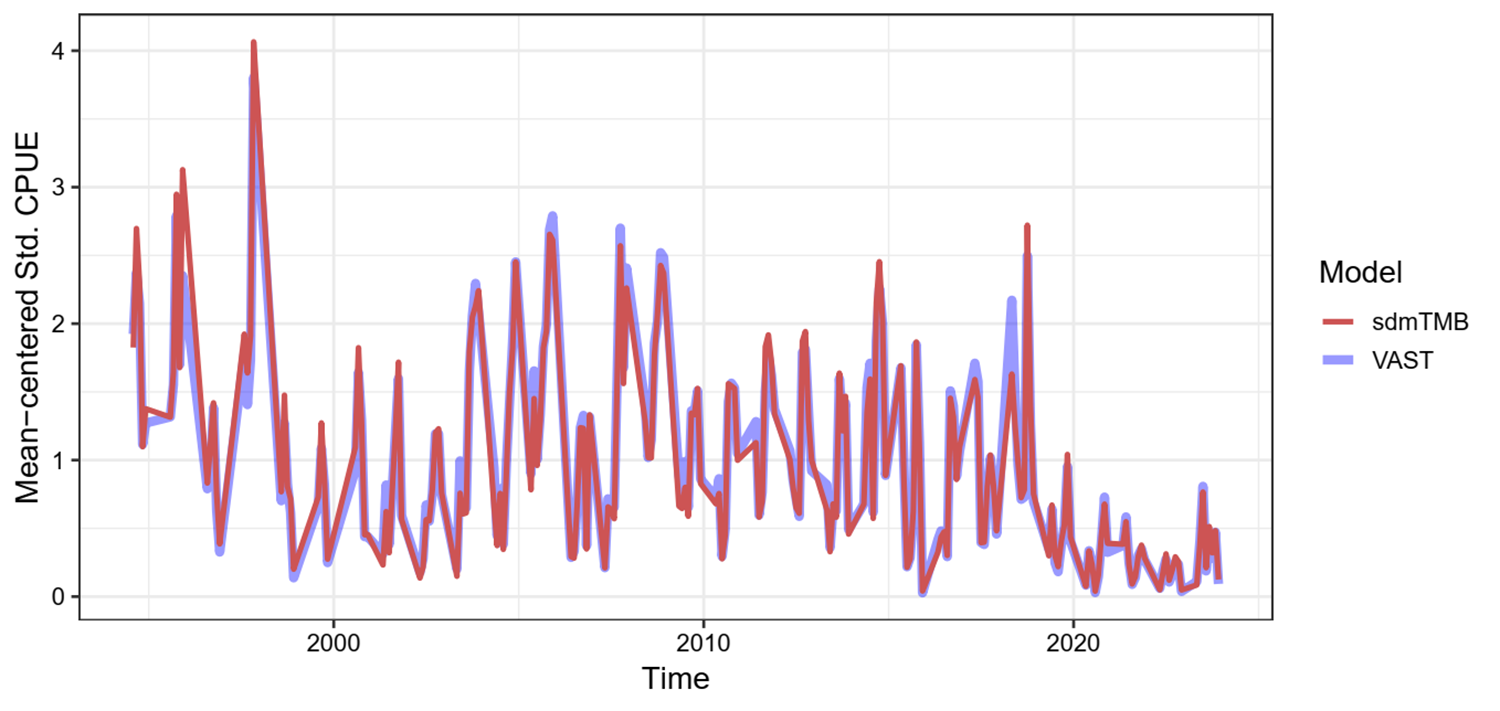 Mean−centered Std. CPUE
4
3
2
1
0
2000
2010
2020
Time
Model
sdmTMB
VAST